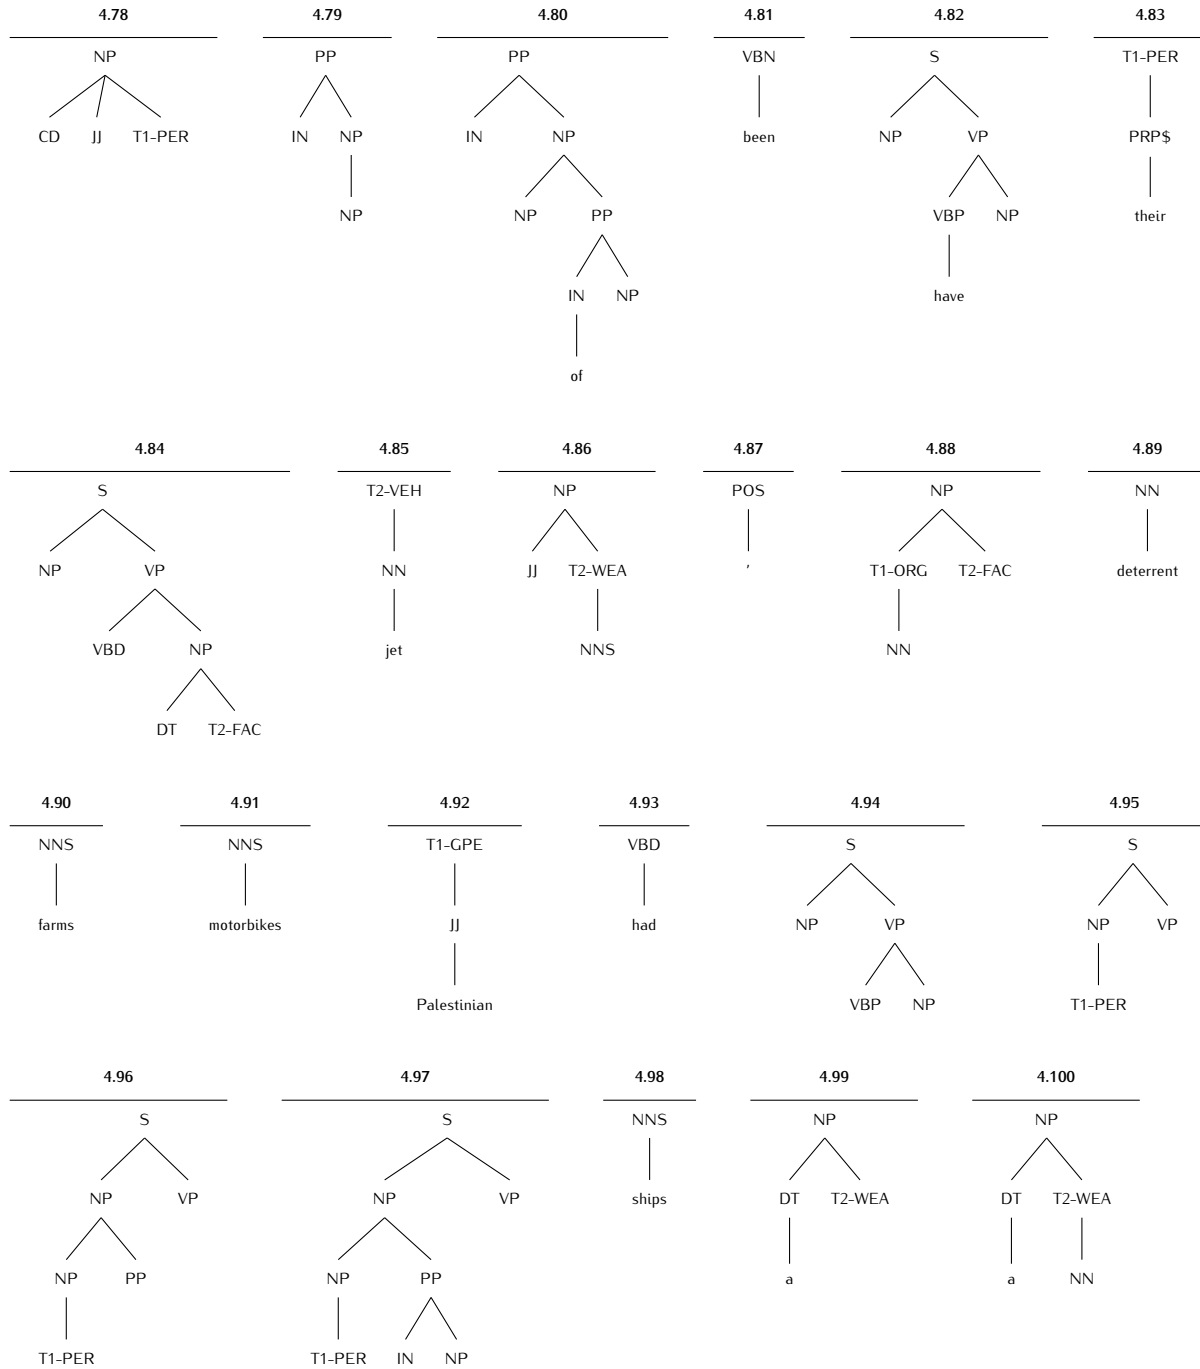 4.78 4.79 4.80 4.81 4.82 4.83
NP PP PP VBN S T1-PER
CD JJ T1-PER IN NP IN NP been NP VP PRP$
NP NP PP VBP NP their
IN NP have
of
4.84 4.85 4.86 4.87 4.88 4.89
S T2-VEH NP POS NP NN
NP VP NN JJ T2-WEA ' T1-ORG T2-FAC deterrent
VBD NP jet NNS NN
DT T2-FAC
4.90 4.91 4.92 4.93 4.94 4.95
NNS NNS T1-GPE VBD S S
farms motorbikes JJ had NP VP NP VP
Palestinian VBP NP T1-PER
4.96 4.97 4.98 4.99 4.100
S S NNS NP NP
NP VP NP VP ships DT T2-WEA DT T2-WEA
NP PP NP PP a a NN
T1-PER T1-PER IN NP